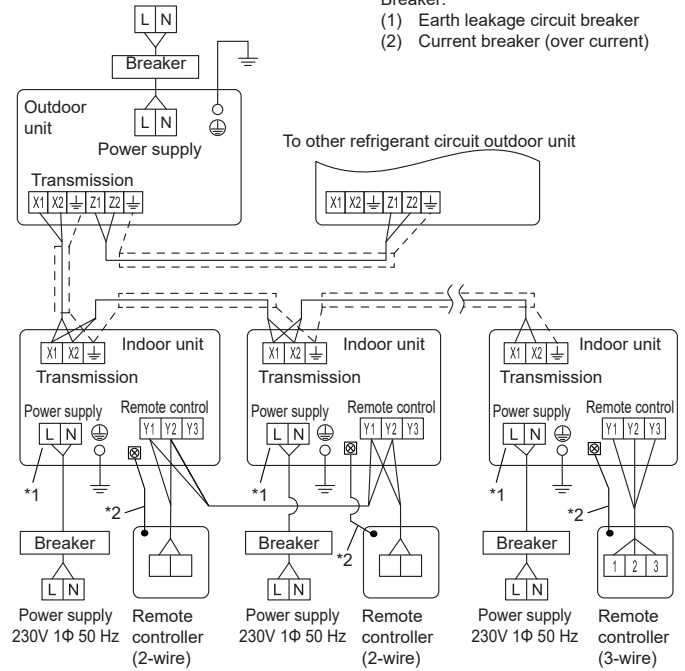 Breaker:
(1) Earth leakage circuit breaker
(2) Current breaker (over current)
L N
Breaker
Outdoor
unit
L N
Power supply
Transmission
X1 X2 Z1 Z2
To other refrigerant circuit outdoor unit
X1 X2 Z1 Z2
Indoor unit
X1 X2
Transmission
Power supply
Remote control
L N
Y1 Y2 Y3
*1
*2
Breaker
L N
Power supply
230V 1Φ 50 Hz
Remote
controller
(2-wire)
Indoor unit
X1 X2
Transmission
Power supply
Remote control
L N
Y1 Y2 Y3
*1
*2
Breaker
L N
Power supply
230V 1Φ 50 Hz
Remote
controller
(2-wire)
Indoor unit
X1 X2
Transmission
Power supply
Remote control
L N
Y1 Y2 Y3
*1
*2
Breaker
1 2 3
L N
Power supply
230V 1Φ 50 Hz
Remote
controller
(3-wire)